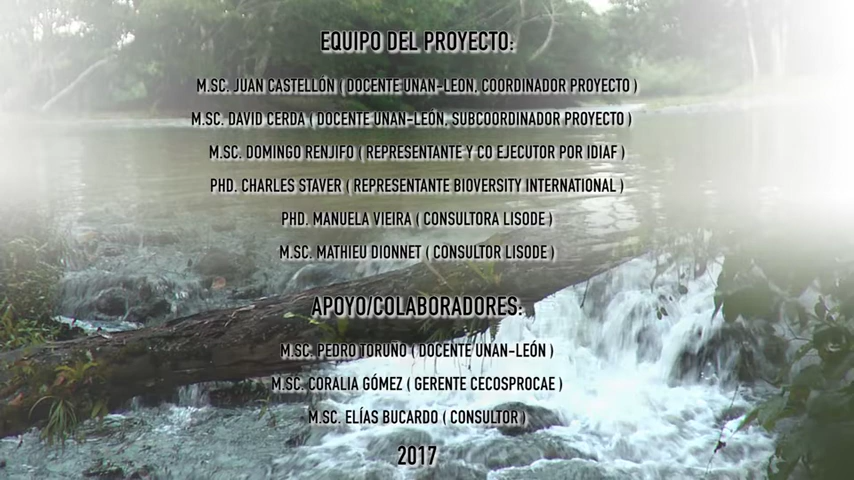 EQUIPO DEL PROYECTO:
M.SC. JUAN CASTELLÓN ( DOCENTE UNAN-LEON, COORDINADOR PROYECTO )
M.SC. DAVID CERDA ( DOCENTE UNAN-LEÓN, SUBCOORDINADOR PROYECTO )
M.SC. DOMINGO RENJIFO ( REPRESENTANTE Y CO EJECUTOR POR IDIAF )
PHD. CHARLES STAVER ( REPRESENTANTE BIOVERSITY INTERNATIONAL )
PHD. MANUELA VIEIRA ( CONSULTORA LISODE )
M.SC. MATHIEU DIONNET ( CONSULTOR LISODE )
APOYO/COLABORADORES:
M.SC. PEDRO TORUÑO ( DOCENTE UNAN-LEÓN )
M.SC. CORALIA GÓMEZ ( GERENTE CECOSPROCAE )
M.SC. ELÍAS BUCARDO ( CONSULTOR )
2017